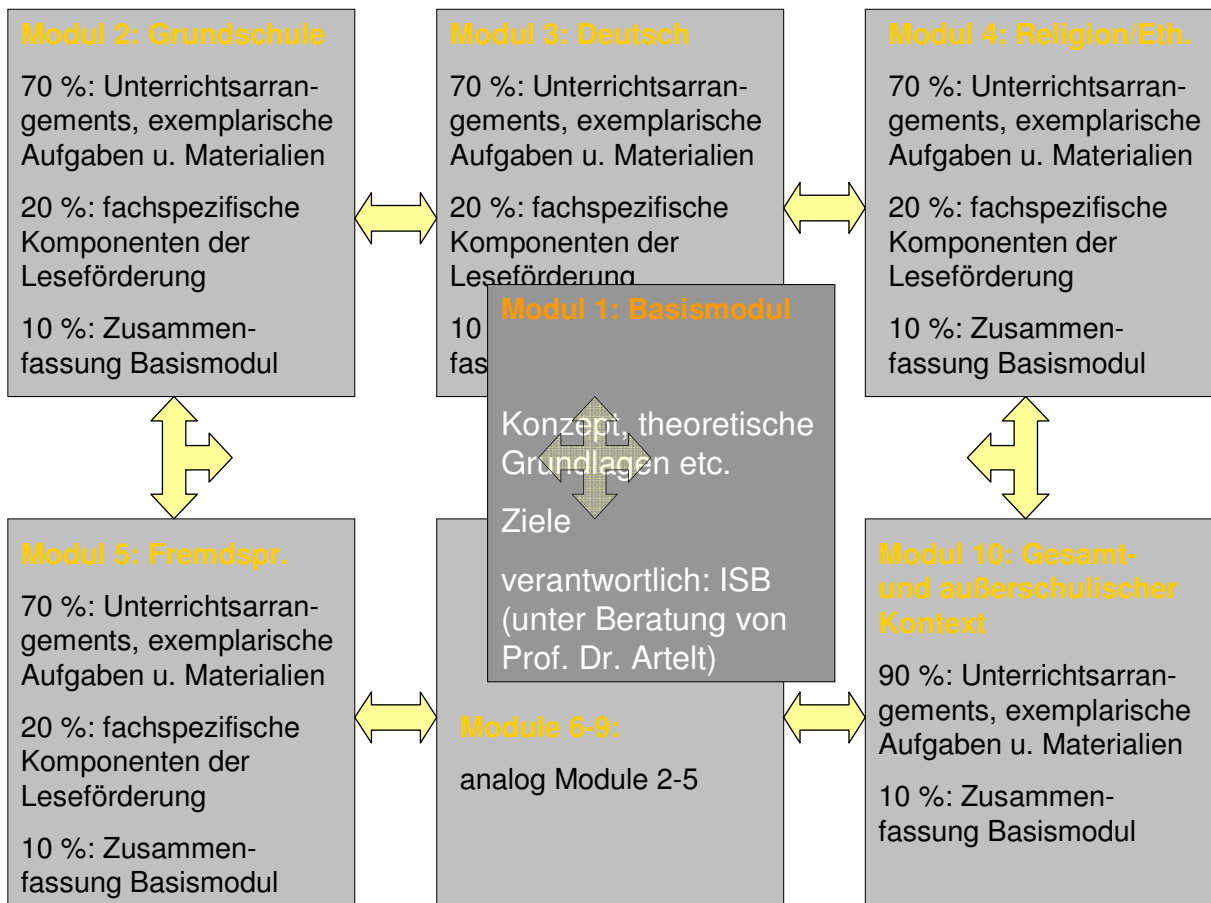 Modul 2: Grundschule
70 %: Unterrichtsarran-
gements, exemplarische
Aufgaben u. Materialien
20 %: fachspezifische
Komponenten der
Leseförderung
10 %: Zusammen-
fassung Basismodul
Modul 3: Deutsch
70 %: Unterrichtsarran-
gements, exemplarische
Aufgaben u. Materialien
20 %: fachspezifische
Komponenten der
Leseförderung
10
fas
Modul 4: Religion/Eth.
70 %: Unterrichtsarran-
gements, exemplarische
Aufgaben u. Materialien
20 %: fachspezifische
Komponenten der
Leseförderung
10 %: Zusammen-
fassung Basismodul
Modul 1: Basismodul
Konzept, theoretische
Grundlagen etc.
Ziele
verantwortlich: ISB
(unter Beratung von
Prof. Dr. Artelt)
Modul 5: Fremdspr.
70 %: Unterrichtsarran-
gements, exemplarische
Aufgaben u. Materialien
20 %: fachspezifische
Komponenten der
Leseförderung
10 %: Zusammen-
fassung Basismodul
Module 6-9:
analog Module 2-5
Modul 10: Gesamt-
und außerschulischer
Kontext
90 %: Unterrichtsarran-
gements, exemplarische
Aufgaben u. Materialien
10 %: Zusammen-
fassung Basismodul